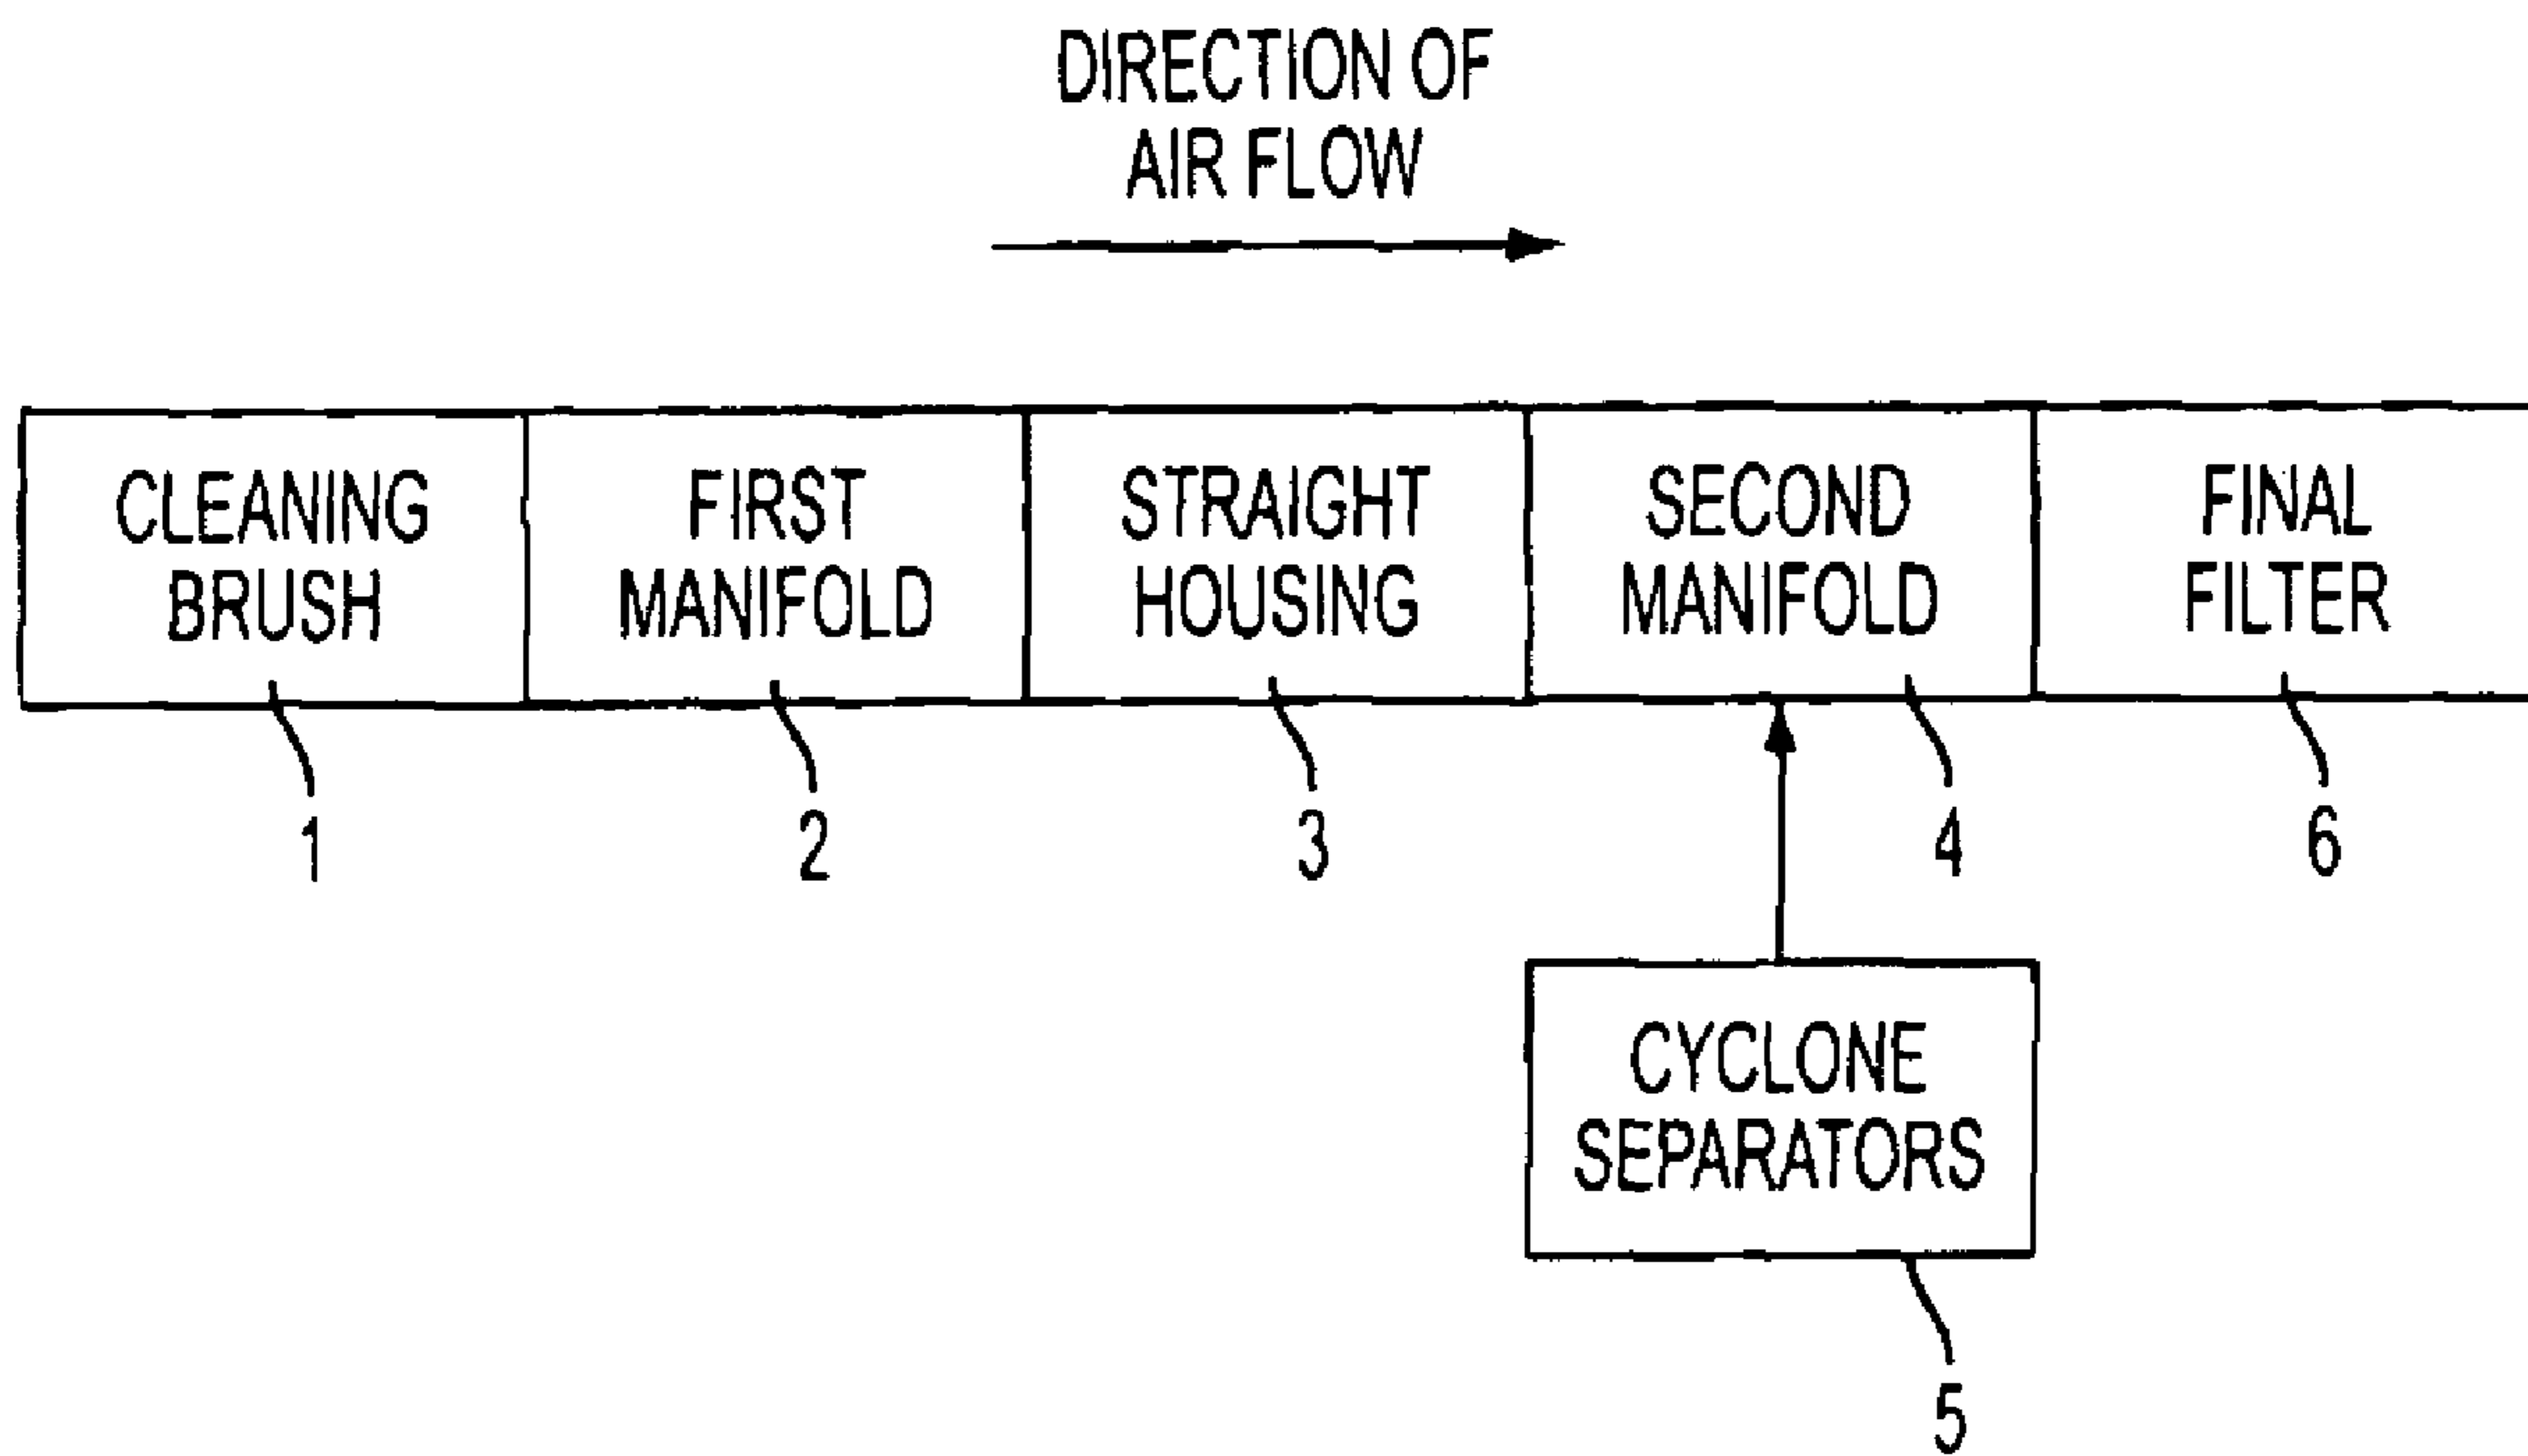 DIRECTION OF
AIR FLOW
CLEANING
BRUSH
FIRST
MANIFOLD
STRAIGHT
HOUSING
SECOND
MANIFOLD
FINAL
FILTER
1
2
3
4
6
CYCLONE
SEPARATORS
5